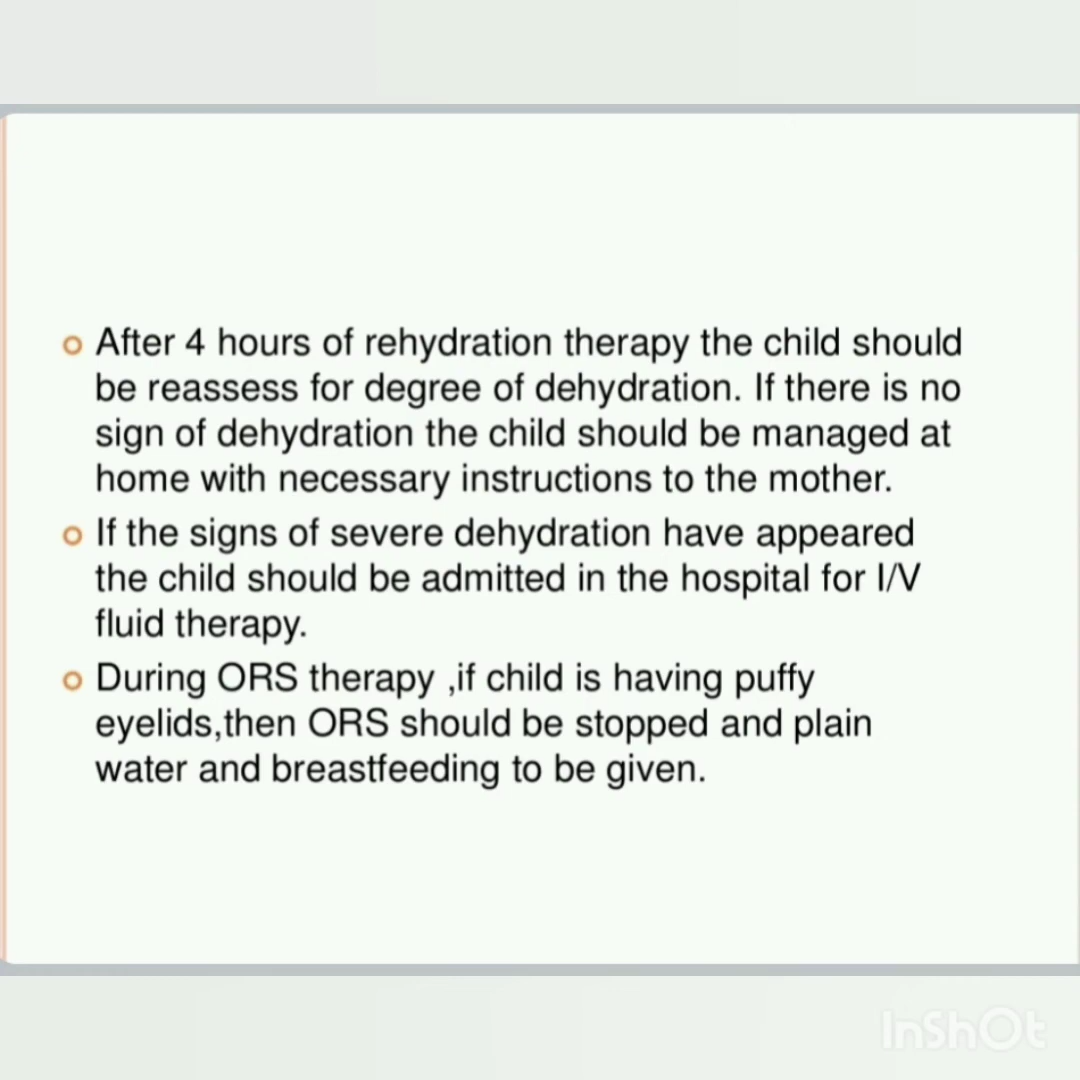 After 4 hours of rehydration therapy the child should
be reassess for degree of dehydration. If there is no
sign of dehydration the child should be managed at
home with necessary instructions to the mother.
If the signs of severe dehydration have appeared
the child should be admitted in the hospital for I/V
fluid therapy.
During ORS therapy ,if child is having puffy
eyelids,then ORS should be stopped and plain
water and breastfeeding to be given.
InShOt